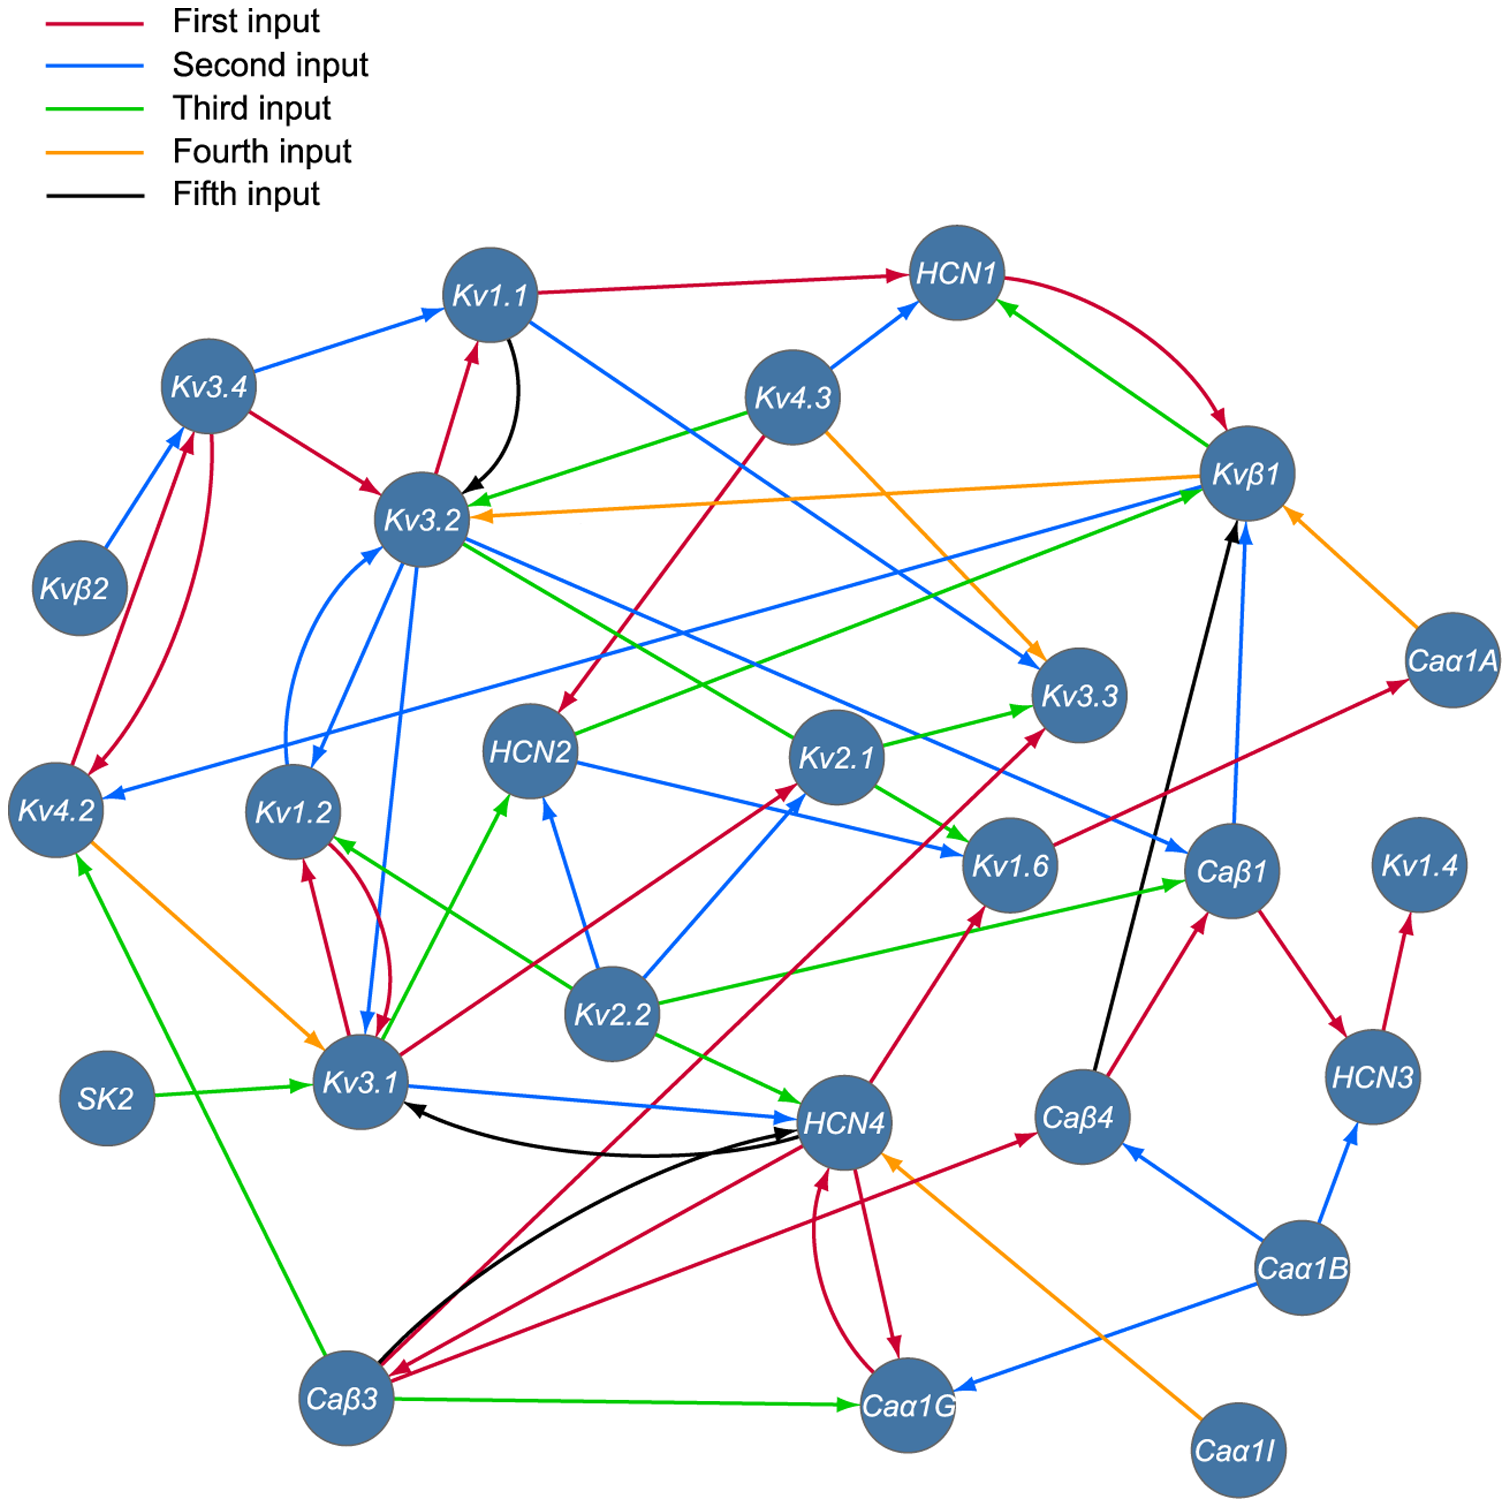 First input
Second input
Third input
Fourth input
Fifth input
HCN1
Kv1.1
Kv3.4
Kv4.3
Kvβ1
Kv3.2
Kvβ2
Caα1A
Kv3.3
HCN2
Kv2.1
Kv4.2
Kv1.2
Kv1.6
Caβ1
Kv1.4
Kv2.2
Kv3.1
HCN3
SK2
HCN4
Caβ4
Caα1B
Caβ3
Caα1G
Caα1I